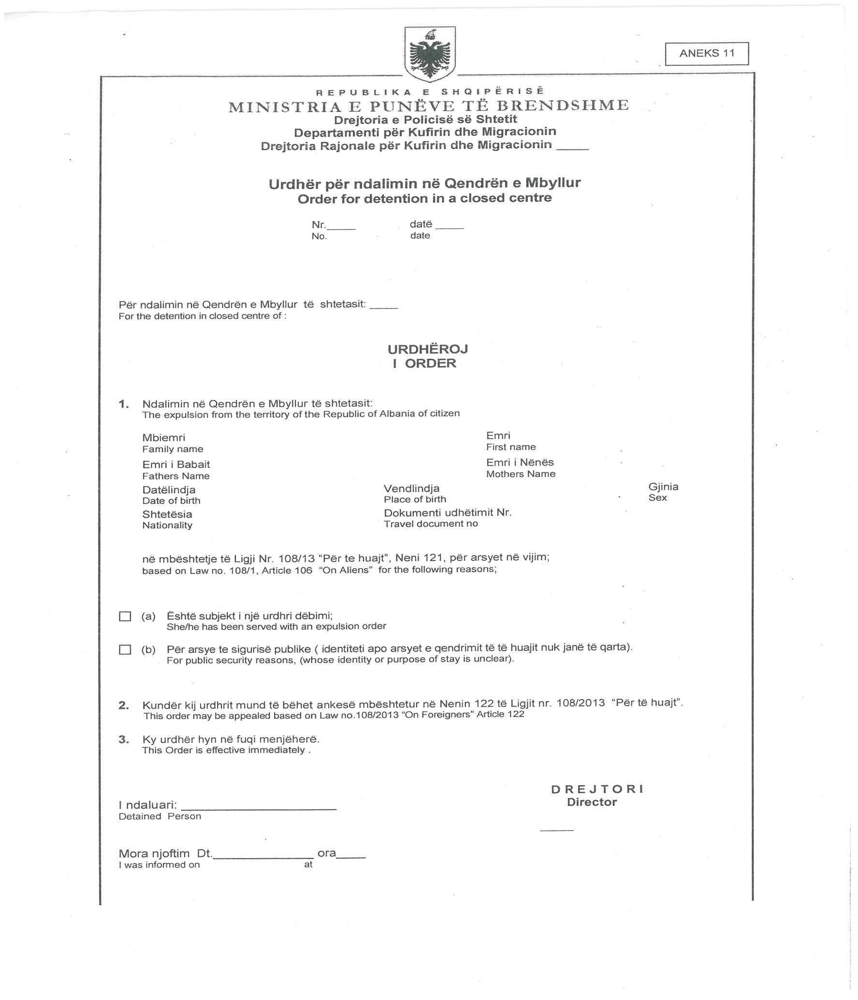 ANEKS 11
REPUBLIKA E SHQIPËRISË
MINISTRIA E PUNËVE TË BRENDSHME
Drejtoria e Policisë së Shtetit
Departamenti për Kufirin dhe Migracionin
Drejtoria Rajonale për Kufirin dhe Migracionin _____
Urdhër për ndalimin në Qendrën e Mbyllur
Order for detention in a closed centre
Nr._____ datë _____
No. date
Për ndalimin në Qendrën e Mbyllur të shtetasit: _____
For the detention in closed centre of :
URDHËROJ
I ORDER
1. Ndalimin në Qendrën e Mbyllur të shtetasit:
The expulsion from the territory of the Republic of Albania of citizen
Mbiemri Emri
Family name First name
Emri i Babait Emri i Nënës
Fathers Name Mothers Name
Datëlindja Vendlindja Gjinia
Date of birth Place of birth Sex
Shtetësia Dokumenti udhëtimit Nr.
Nationality Travel document no
në mbështetje të Ligji Nr. 108/13 “Për te huajt”, Neni 121, për arsyet në vijim;
based on Law no. 108/1, Article 106 “On Aliens” for the following reasons;
(a) Është subjekt i një urdhri dëbimi;
She/he has been served with an expulsion order
(b) Për arsye te sigurisë publike ( identiteti apo arsyet e qendrimit të të huajit nuk janë të qarta).
For public security reasons, (whose identity or purpose of stay is unclear).
2. Kundër kij urdhrit mund të bëhet ankesë mbështetur në Nenin 122 të Ligjit nr. 108/2013 “Për të huajt”.
This order may be appealed based on Law no.108/2013 “On Foreigners” Article 122
3. Ky urdhër hyn në fuqi menjëherë.
This Order is effective immediately .
DREJTORI
Director
I ndaluari: __________________________
Detained Person
_____
Mora njoftim Dt.________________ ora_____
I was informed on at